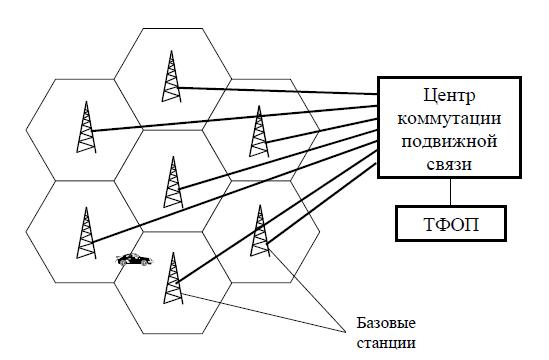 Центр
коммутации
подвижной
связи
ТФОП
Базовые
станции